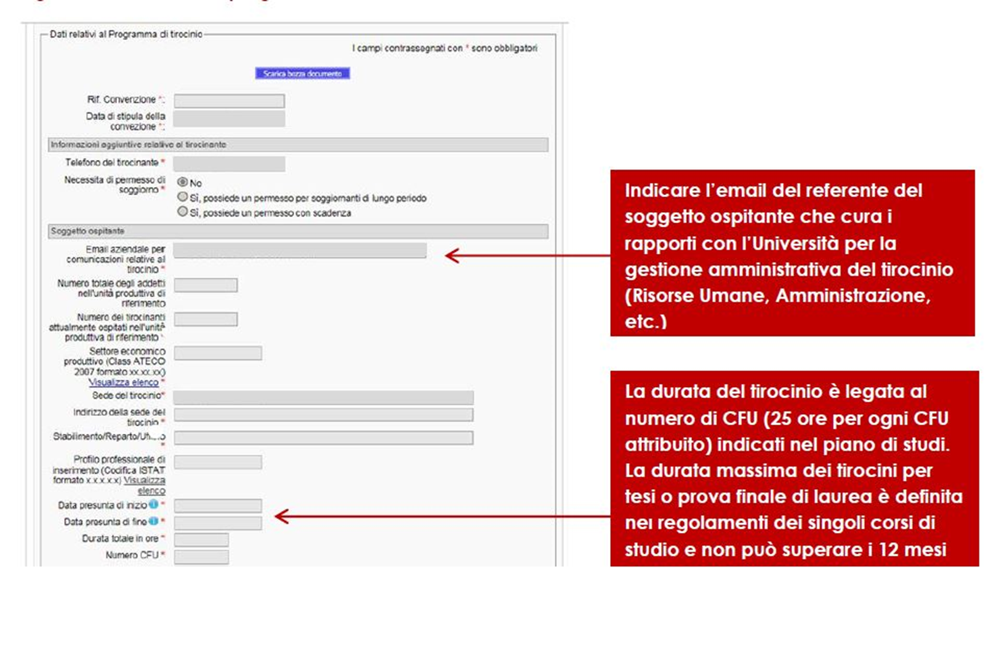 Dati relativi al Programma di tirocinio
I campi contrassegnati con * sono obbligatori
Scarica bozza documento
Rif. Convenzione *:
Data di stipula della
convezione *:
Informazioni aggiuntive relative al tirocinante
Telefono del tirocinante *
Necessita di permesso di
soggiorno *
No
Sì, possiede un permesso per soggiornanti di lungo periodo
Sì, possiede un permesso con scadenza
Soggetto ospitante
Email aziendale per
comunicazioni relative al
tirocinio *
Numero totale degli addetti
nell'unità produttiva di
riferimento
Numero dei tirocinanti
attualmente ospitati nell'unità
produttiva di riferimento *
Settore economico
produttivo (Class ATECO
2007 formato xx.xx.xx)
Visualizza elenco *
Sede del tirocinio*
Indirizzo della sede del
tirocinio *
Stabilimento/Reparto/
*
Profilo professionale di
inserimento (Codifica ISTAT
formato x.x.x.x.x) Visualizza
elenco
Data presunta di inizio *
Data presunta di fine *
Durata totale in ore *
Numero CFU *
Indicare l'email del referente del
soggetto ospitante che cura i
rapporti con l'Università per la
gestione amministrativa del tirocinio
(Risorse Umane, Amministrazione,
etc.)
La durata del tirocinio è legata al
numero di CFU (25 ore per ogni CFU
attribuito) indicati nel piano di studi.
La durata massima dei tirocini per
tesi o prova finale di laurea è definita
nei regolamenti dei singoli corsi di
studio e non può superare i 12 mesi